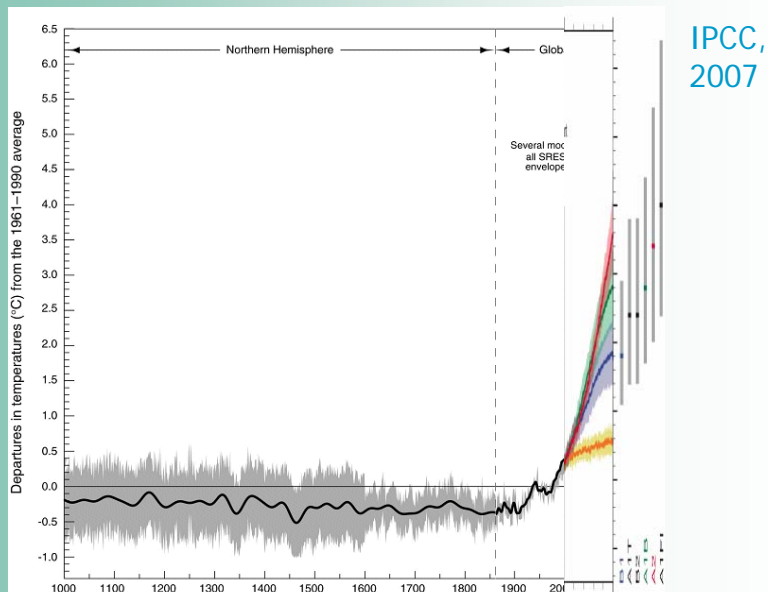 IPCC,
2007
Northern Hemisphere
Departures in temperatures (°C) from the 1961–1990 average
6.5
6.0
5.5
5.0
4.5
4.0
3.5
3.0
2.5
2.0
1.5
1.0
0.5
0.0
-0.5
-1.0
Glob
Several mod
all SRES
envelope
1000 1100 1200 1300 1400 1500 1600 1700 1800 1900 200